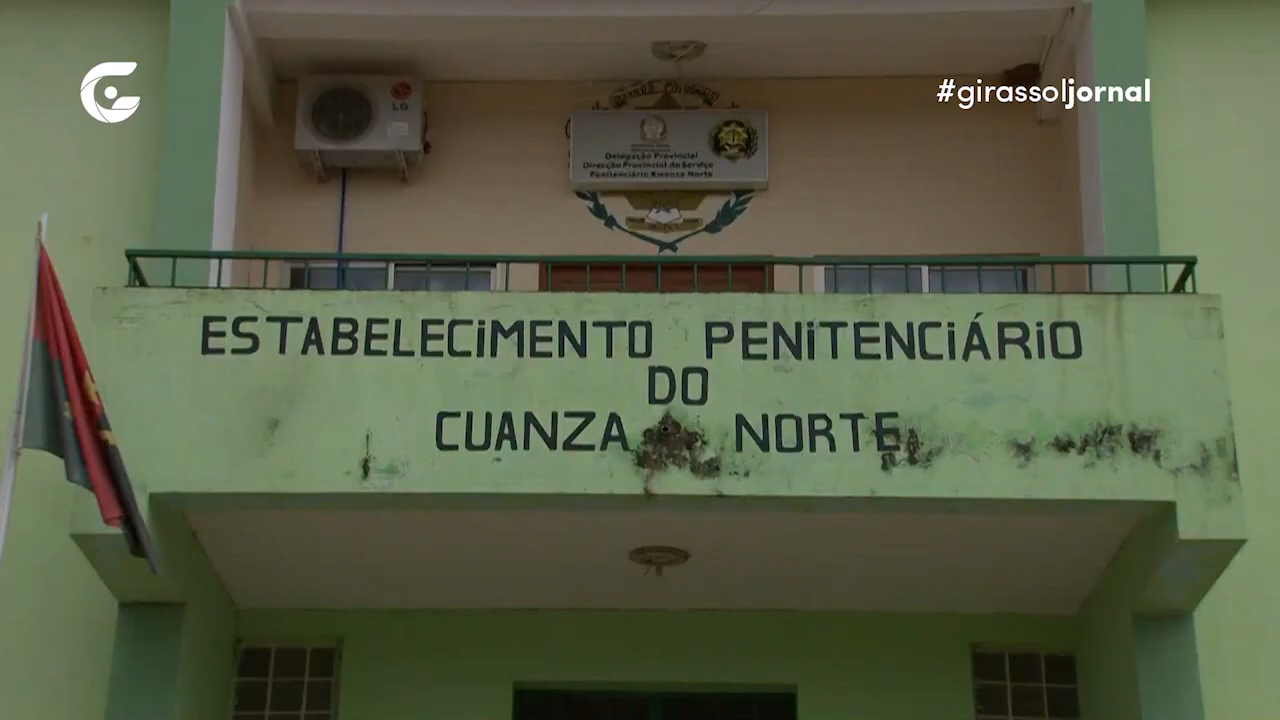 #girassoljornal
LG
Delegação Provincial
Direcção Provincial do Serviço
Penitenciário Kwanza Norte
ESTABELECiMENTO PENiTENCiÁRiO
DO
CUANZA NORTE